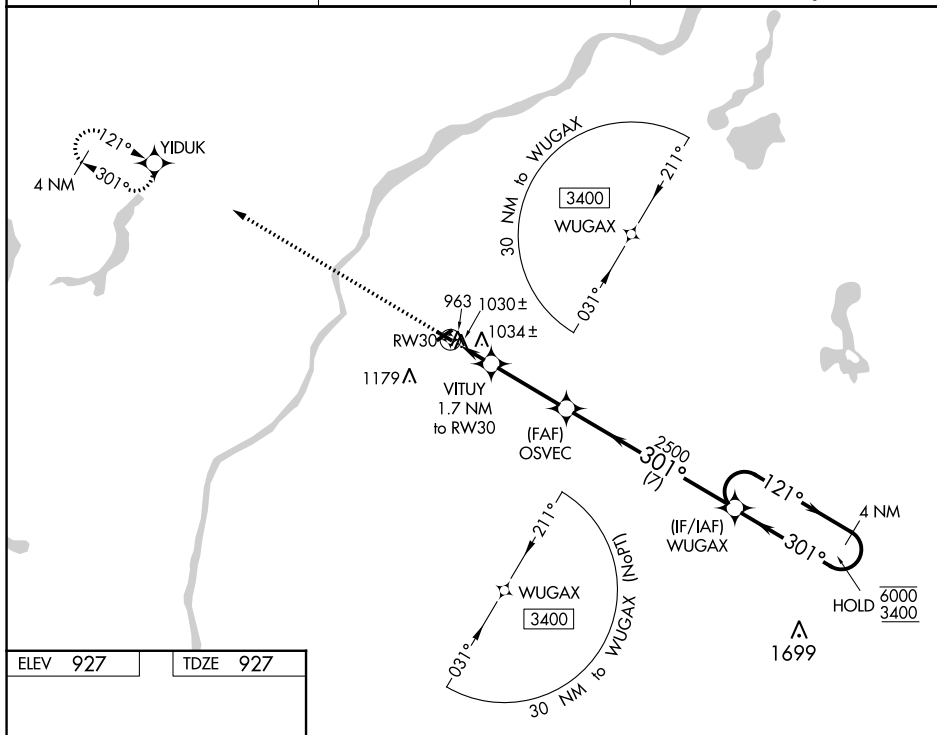 121°
YIDUK
4 NM
301°
30 NM to WUGAX
211°
3400
WUGAX
031°
963
1030±
RW30
1034±
1179
VITUY
1.7 NM
to RW30
(FAF)
OSVEC
2500
301°
(7)
121°
4 NM
(IF/IAF)
WUGAX
301°
HOLD
6000
3400
211°
WUGAX
3400
031°
30 NM to WUGAX (NoPT)
1699
ELEV 927
TDZE 927